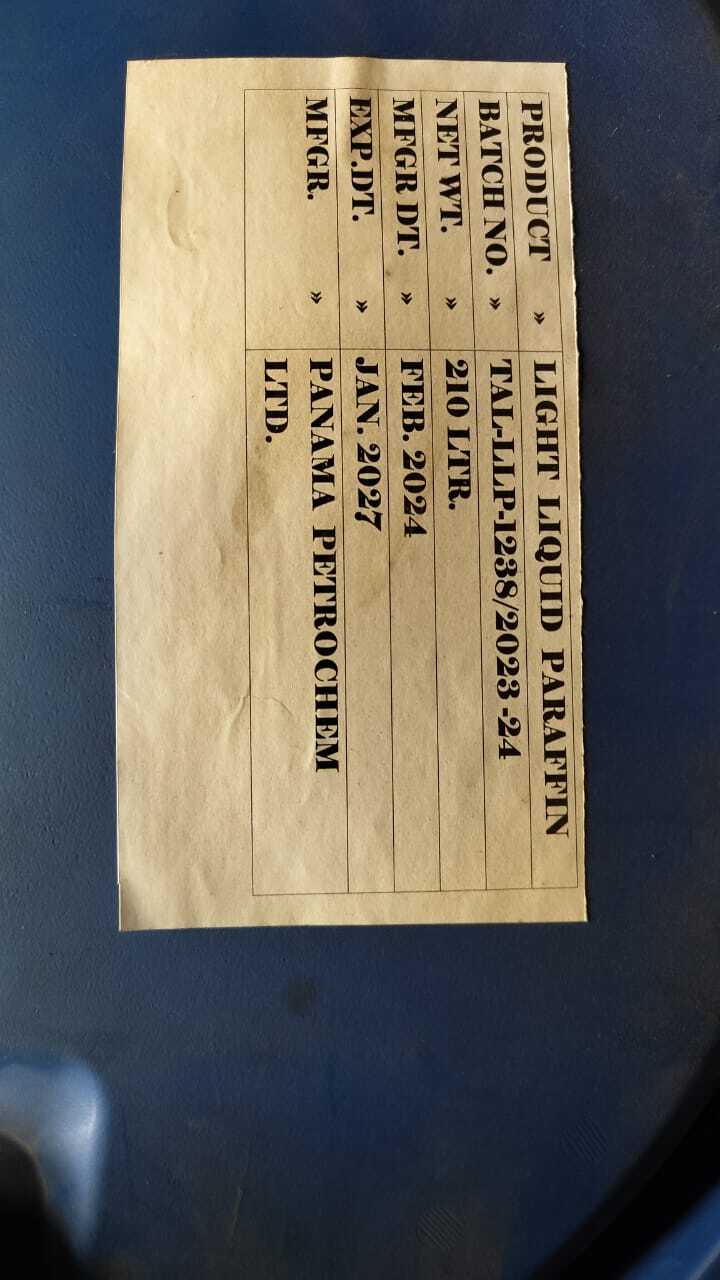 PRODUCT » LIGHT LIQUID PARAFFIN
BATCH NO. » TAL-LLP-1238/2023 -24
NET WT. » 210 LTR.
MFGR DT. » FEB. 2024
EXP.DT. » JAN. 2027
MFGR. » PANAMA PETROCHEM
LTD.